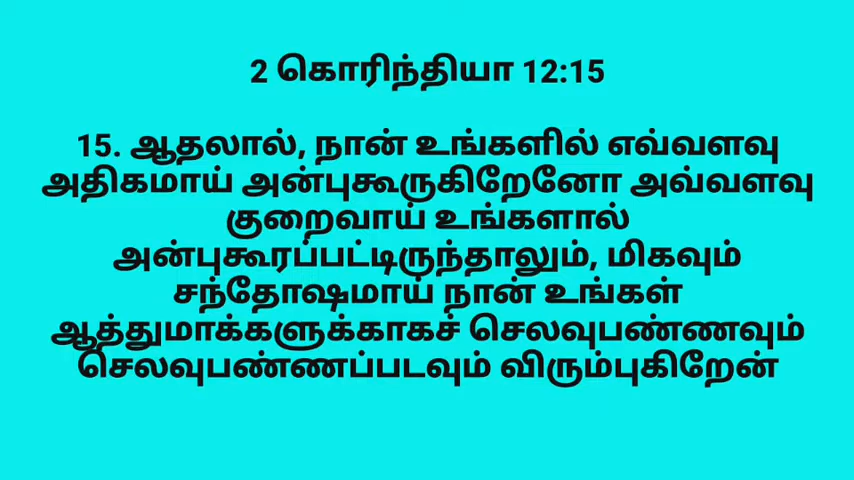 2 கொரிந்தியா 12:15
15. ஆதலால், நான் உங்களில் எவ்வளவு
அதிகமாய் அன்புகூருகிறேனோ அவ்வளவு
குறைவாய் உங்களால்
அன்புகூரப்பட்டிருந்தாலும், மிகவும்
சந்தோஷமாய் நான் உங்கள்
ஆத்துமாக்களுக்காகச் செலவுபண்ணவும்
செலவுபண்ணப்படவும் விரும்புகிறேன்